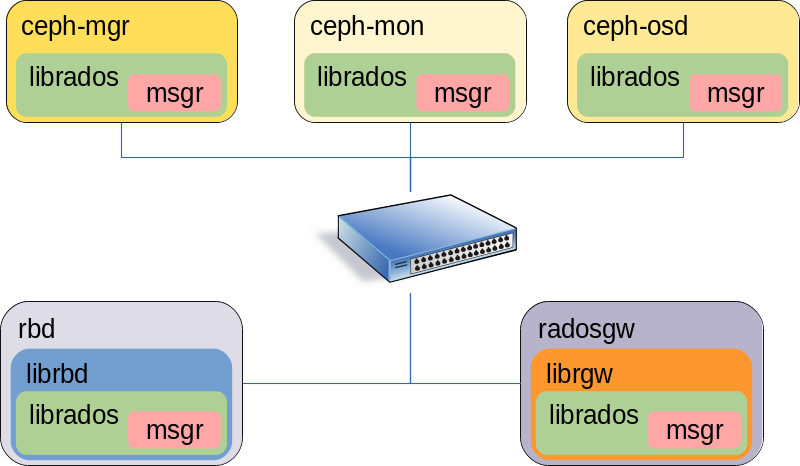 ceph-mgr
librados
msgr
ceph-mon
librados
msgr
ceph-osd
librados
msgr
rbd
librbd
librados
msgr
radosgw
librgw
librados
msgr